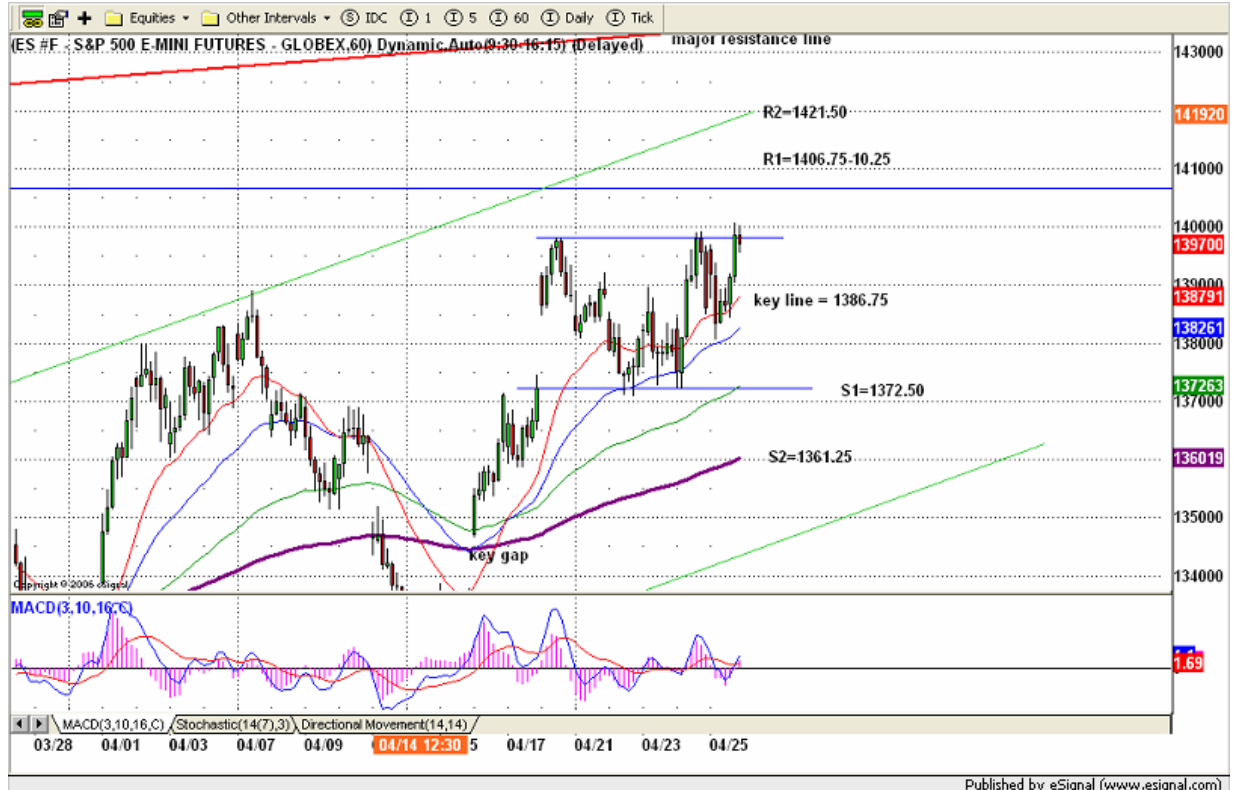 Equities Other Intervals S IDC I 1 I 5 I 60 I Daily I Tick
(ES #F - S&P 500 E-MINI FUTURES - GLOBEX,60) Dynamic,Auto(9:30-16:15) (Delayed)
major resistance line
143000
R2=1421.50
141920
R1=1406.75-10.25
141000
140000
139700
139000
138791
key line = 1386.75
138261
138000
137263
S1=1372.50
137000
S2=1361.25
136019
135000
key gap
134000
Copyright © 2006 eSignal
MACD(3,10,16,C)
1.69
MACD(3,10,16,C) Stochastic(14(7),3) Directional Movement(14,14)
03/28 04/01 04/03 04/07 04/09 04/14 12:30 5 04/17 04/21 04/23 04/25
Published by eSignal (www.esignal.com)